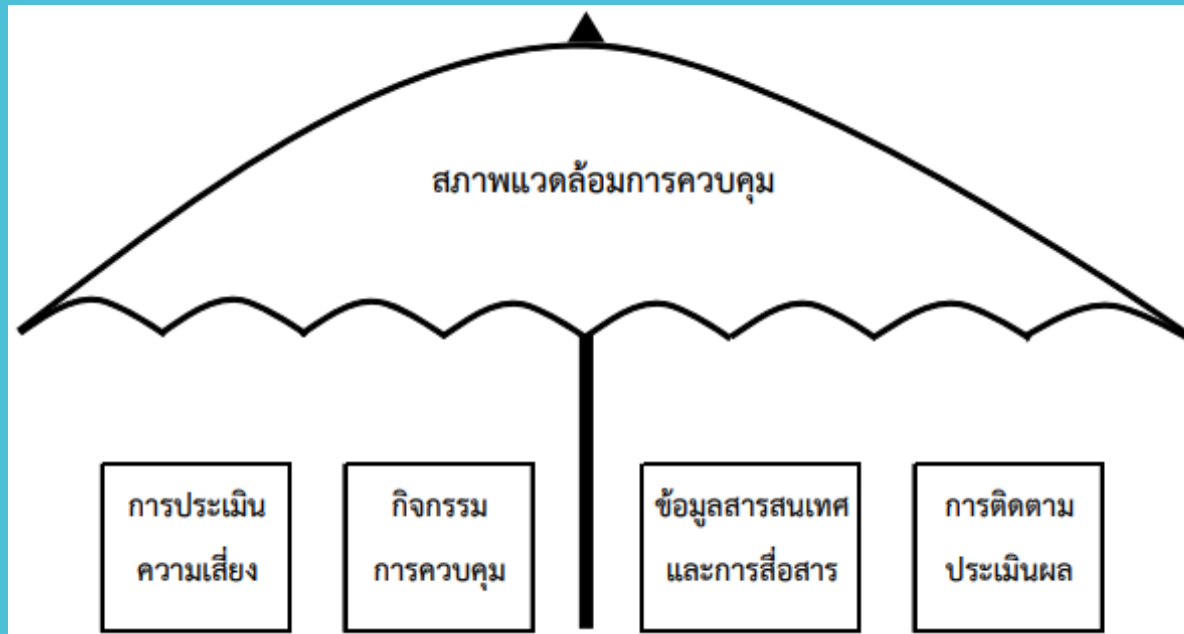 สภาพแวดล้อมการควบคุม
การประเมิน
ความเสี่ยง
กิจกรรม
การควบคุม
ข้อมูลสารสนเทศ
และการสื่อสาร
การติดตาม
ประเมินผล